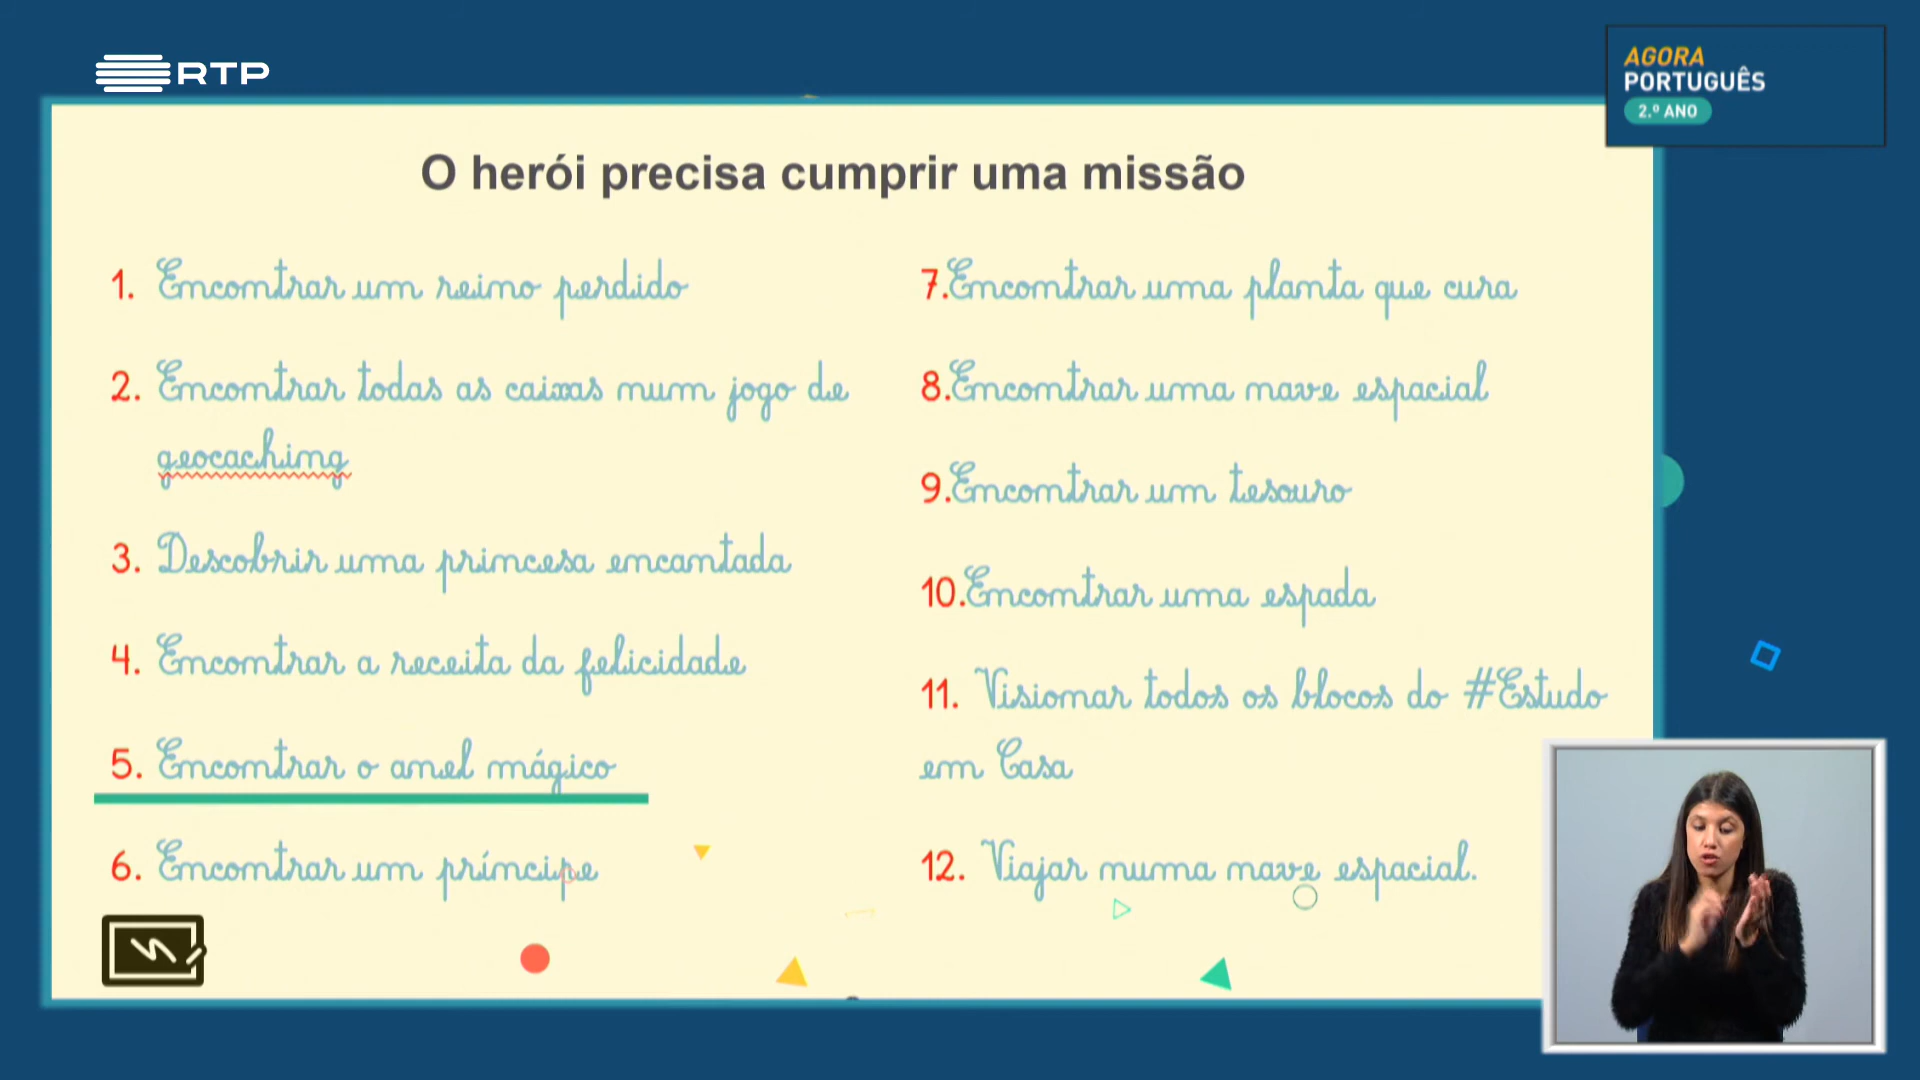 RTP
AGORA
PORTUGUÊS
2.º ANO
O herói precisa cumprir uma missão
1. Encontrar um reino perdido
2. Encontrar todas as caixas num jogo de
geocaching
3. Descobrir uma princesa encantada
4. Encontrar a receita da felicidade
5. Encontrar o anel mágico
6. Encontrar um príncipe
7.Encontrar uma planta que cura
8.Encontrar uma nave espacial
9.Encontrar um tesouro
10.Encontrar uma espada
11. Visionar todos os blocos do #Estudo
em Casa
12. Viajar numa nave espacial.